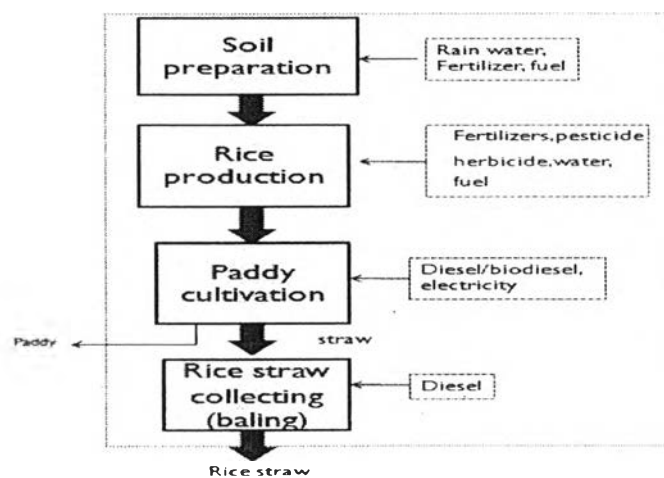 Soil
preparation
Rain water,
Fertilizer, fuel
Rice
production
Fertilizers, pesticide
herbicide, water,
fuel
Paddy
cultivation
Diesel/biodiesel,
electricity
Paddy
straw
Rice straw
collecting
(baling)
Diesel
Rice straw